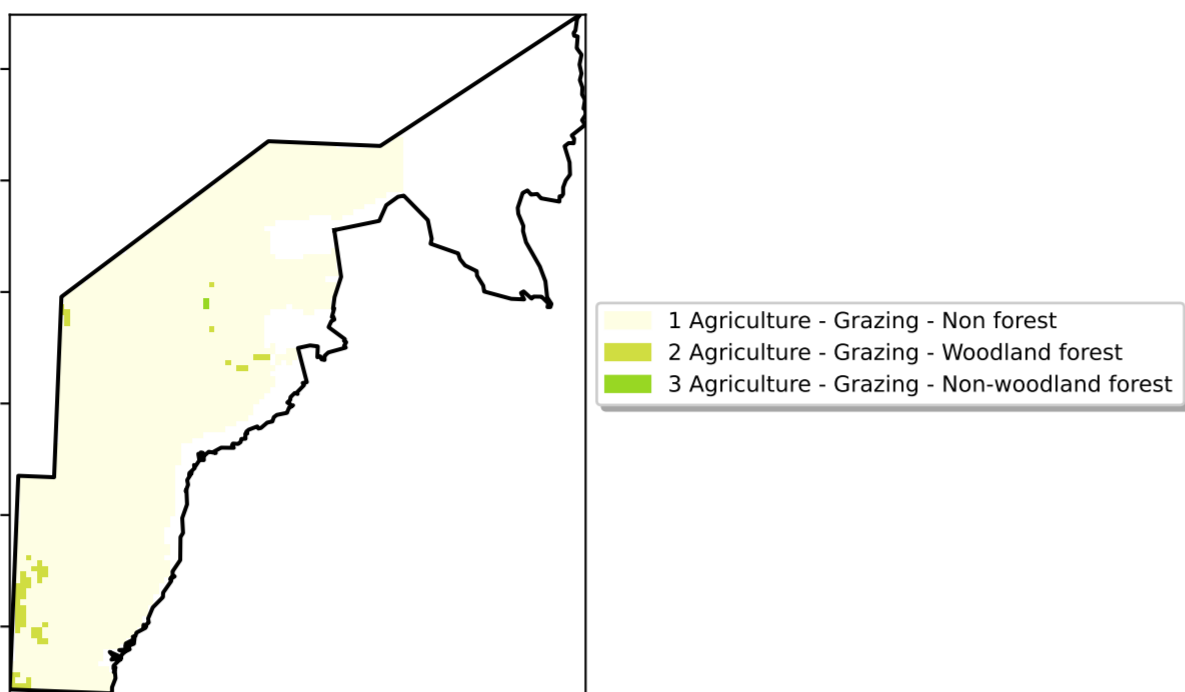 1 Agriculture - Grazing - Non forest
2 Agriculture - Grazing - Woodland forest
3 Agriculture - Grazing - Non-woodland forest